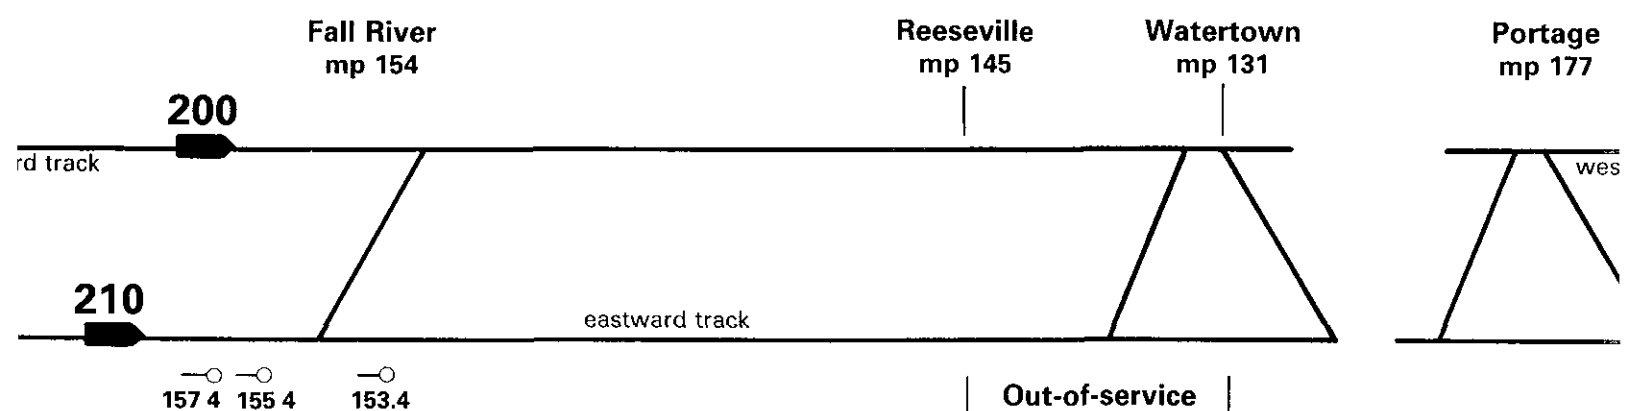 Fall River
mp 154
Reeseville
mp 145
Watertown
mp 131
Portage
mp 177
200
rd track
wes
210
eastward track
157 4
155 4
153.4
Out-of-service